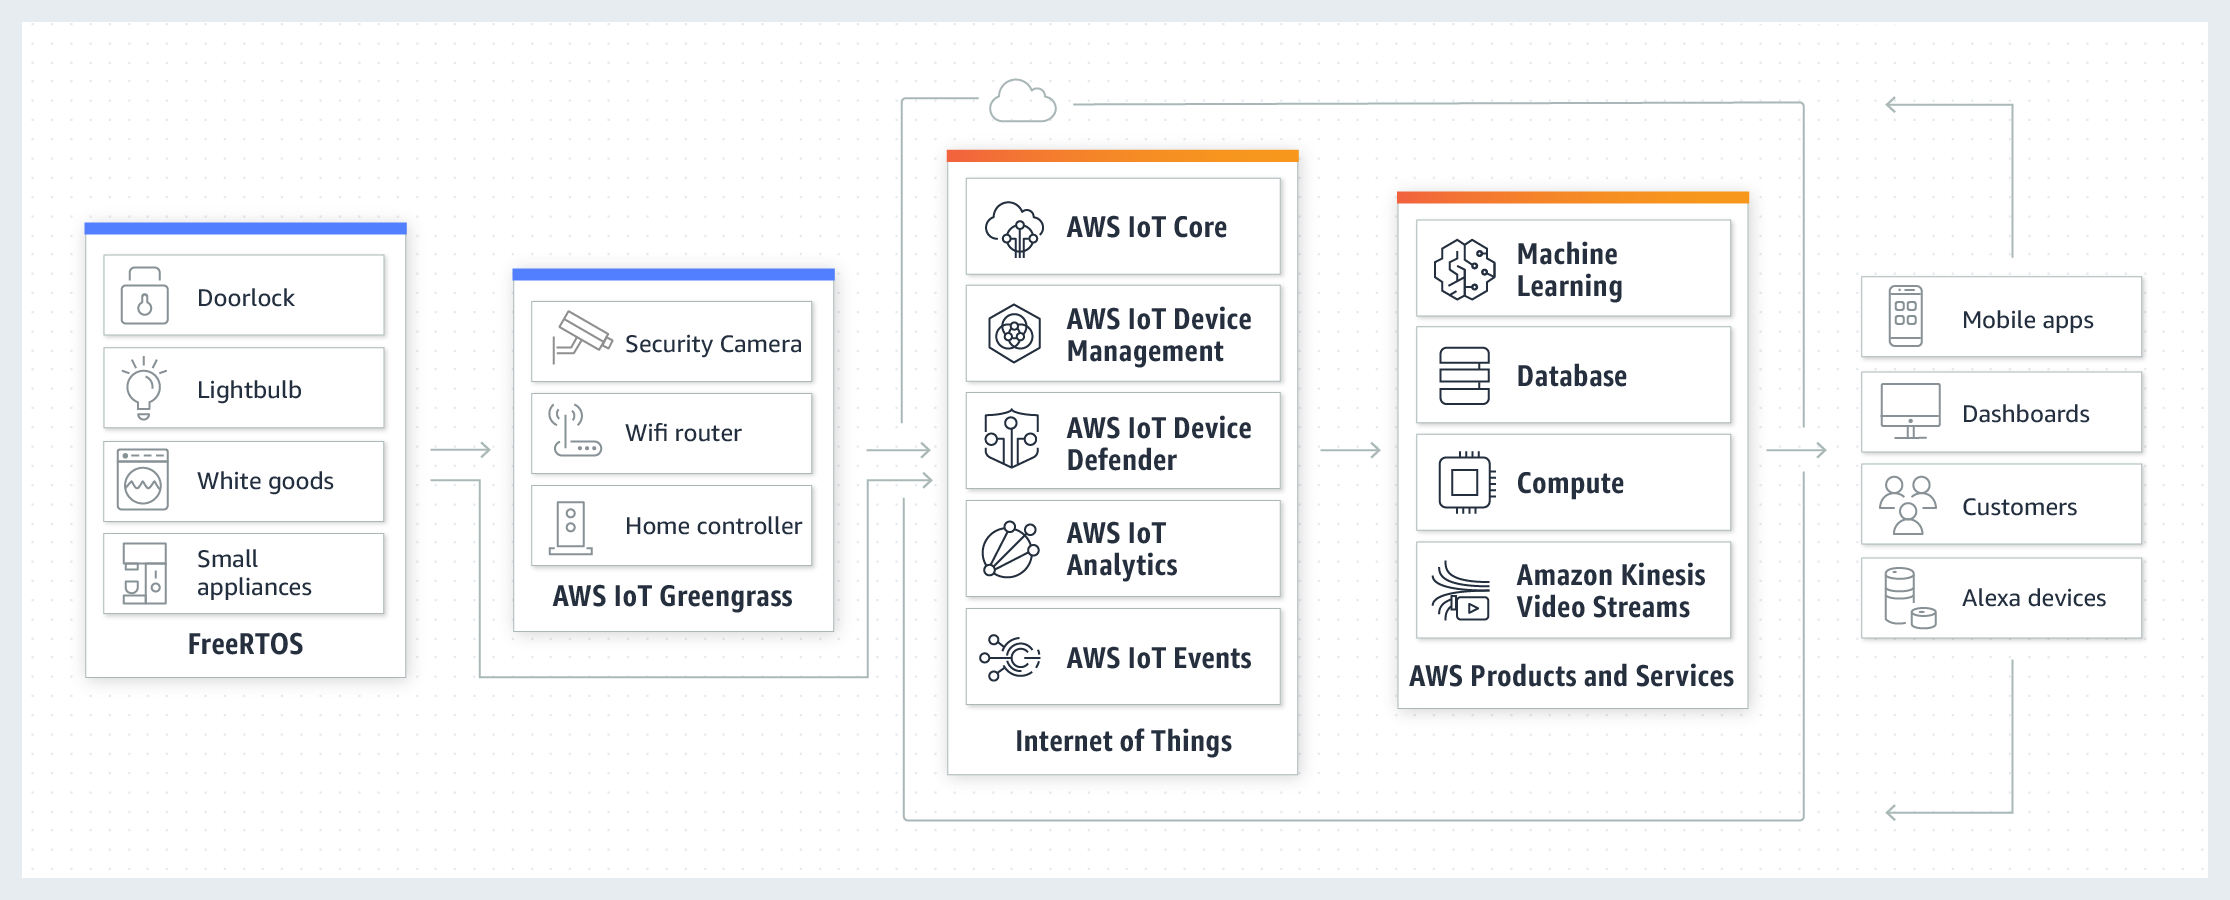 Doorlock
Lightbulb
White goods
Small
appliances
FreeRTOS
Security Camera
Wifi router
Home controller
AWS IoT Greengrass
AWS IoT Core
AWS IoT Device
Management
AWS IoT Device
Defender
AWS IoT
Analytics
AWS IoT Events
Internet of Things
Machine
Learning
Database
Compute
Amazon Kinesis
Video Streams
AWS Products and Services
Mobile apps
Dashboards
Customers
Alexa devices